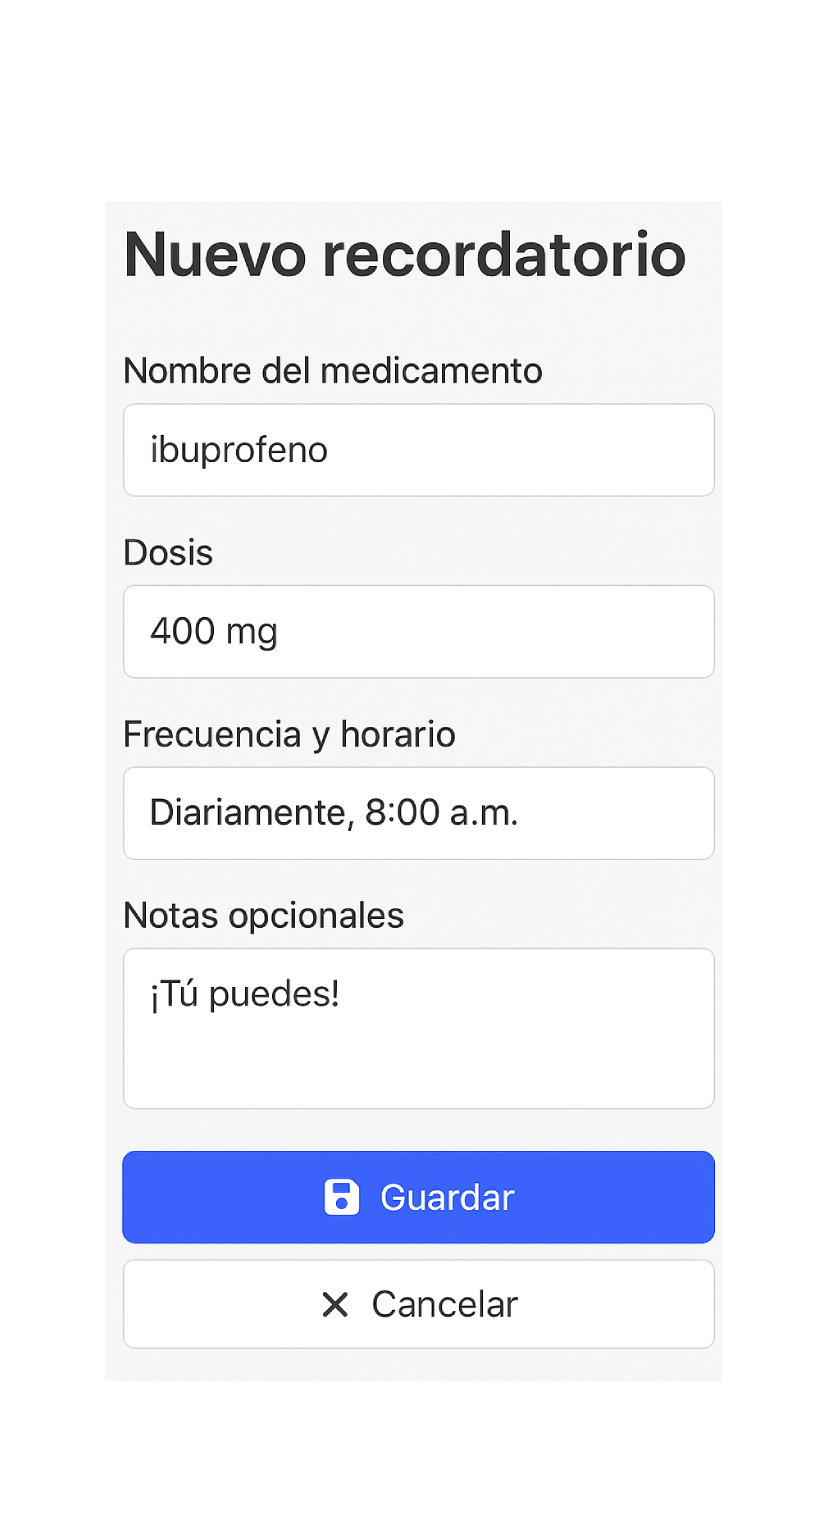 Nuevo recordatorio
Nombre del medicamento
ibuprofeno
Dosis
400 mg
Frecuencia y horario
Diariamente, 8:00 a.m.
Notas opcionales
¡Tú puedes!
Guardar
Cancelar